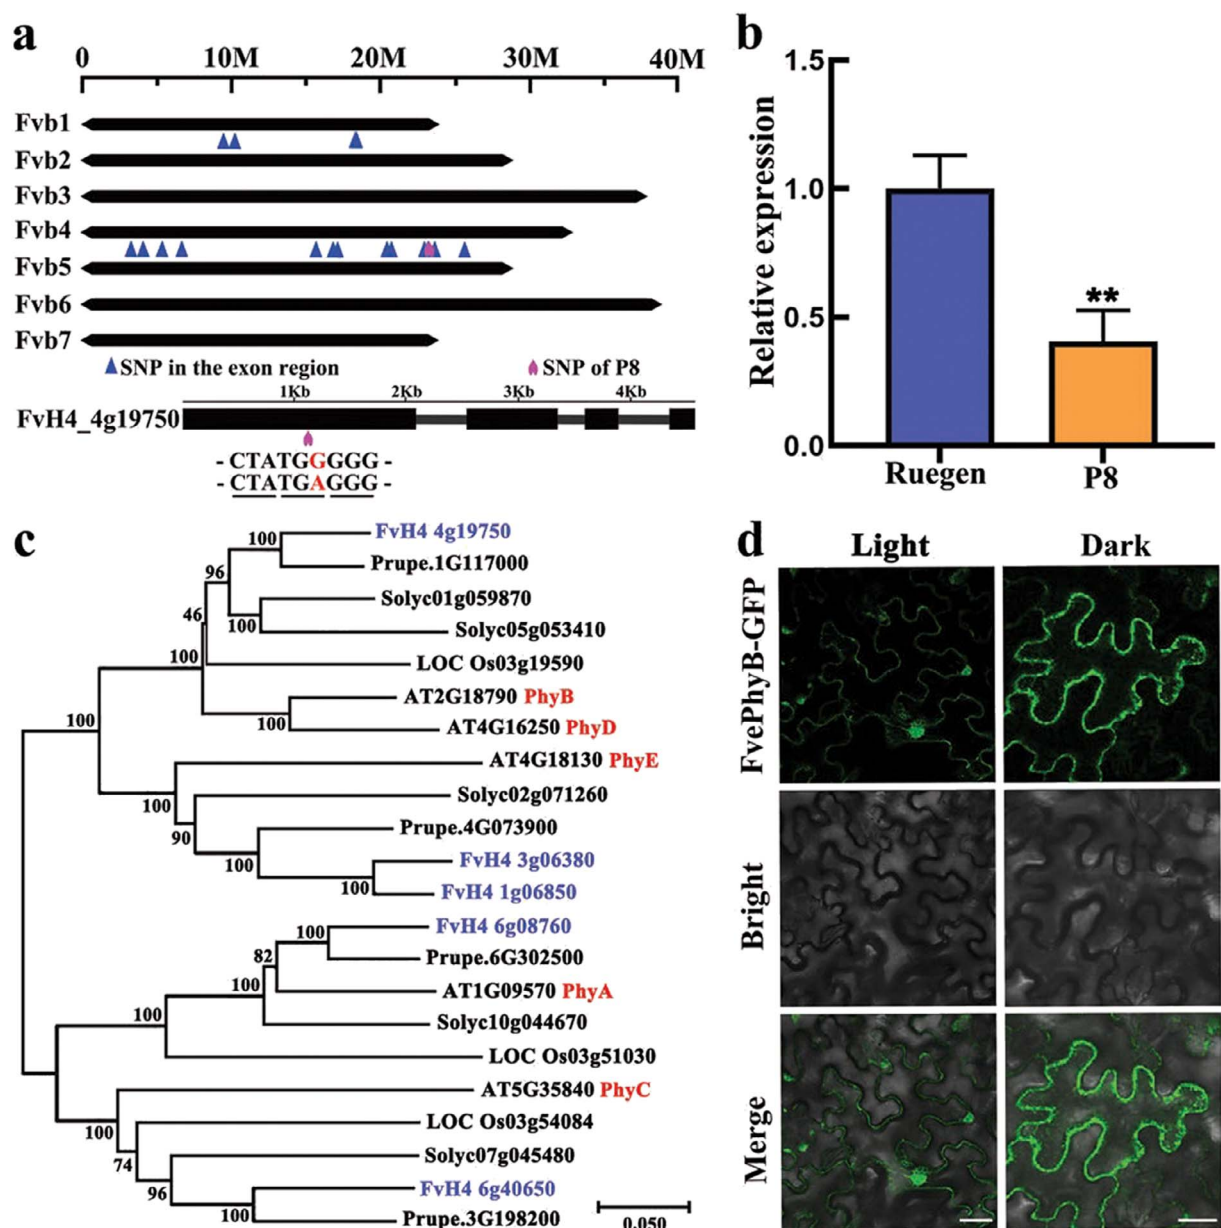 a
0 10M 20M 30M 40M
Fvb1
Fvb2
Fvb3
Fvb4
Fvb5
Fvb6
Fvb7
SNP in the exon region SNP of P8
1Kb 2Kb 3Kb 4Kb
FvH4_4g19750
- CTATGGGGG -
- CTATGAGGG -
b
Relative expression
1.5
1.0
0.5
0.0
Ruegen P8
c
FvH4 4g19750
100
Prupe.1G117000
96
Solyc01g059870
46
100
Solyc05g053410
100
LOC Os03g19590
AT2G18790 PhyB
100
AT4G16250 PhyD
100
AT4G18130 PhyE
100
Solyc02g071260
90
Prupe.4G073900
100
FvH4 3g06380
100
FvH4 1g06850
FvH4 6g08760
100
Prupe.6G302500
82
100
AT1G09570 PhyA
100
Solyc10g044670
LOC Os03g51030
AT5G35840 PhyC
100
LOC Os03g54084
74
Solyc07g045480
96
FvH4 6g40650
100
Prupe.3G198200
0.050
d
Light Dark
FvePhyB-GFP
Bright
Merge
**